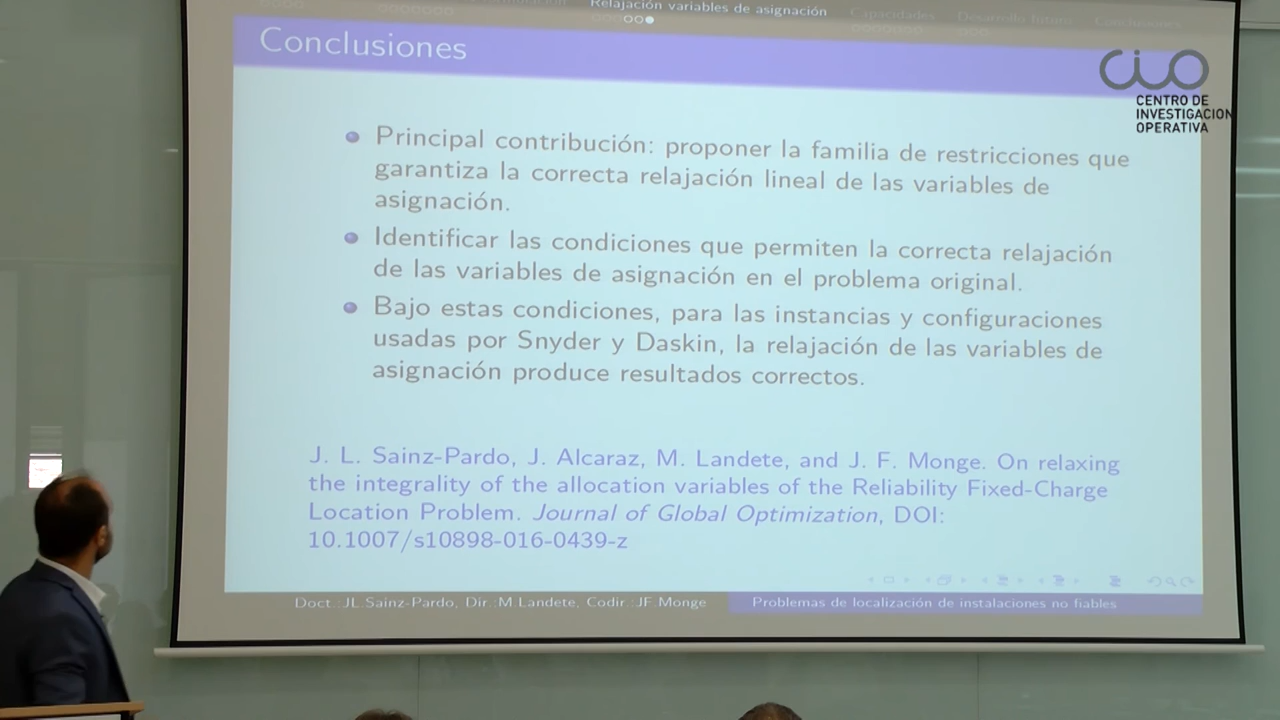 Relajación variables de asignación
Capacidades
Desarrollo futuro
Conclusiones
Conclusiones
CIO
CENTRO DE
INVESTIGACION
OPERATIVA
Principal contribución: proponer la familia de restricciones que
garantiza la correcta relajación lineal de las variables de
asignación.
Identificar las condiciones que permiten la correcta relajación
de las variables de asignación en el problema original.
Bajo estas condiciones, para las instancias y configuraciones
usadas por Snyder y Daskin, la relajación de las variables de
asignación produce resultados correctos.
J. L. Sainz-Pardo, J. Alcaraz, M. Landete, and J. F. Monge. On relaxing
the integrality of the allocation variables of the Reliability Fixed-Charge
Location Problem. Journal of Global Optimization, DOI:
10.1007/s10898-016-0439-z
Doct.:JL.Sainz-Pardo, Dir.:M.Landete, Codir.:JF.Monge
Problemas de localización de instalaciones no fiables